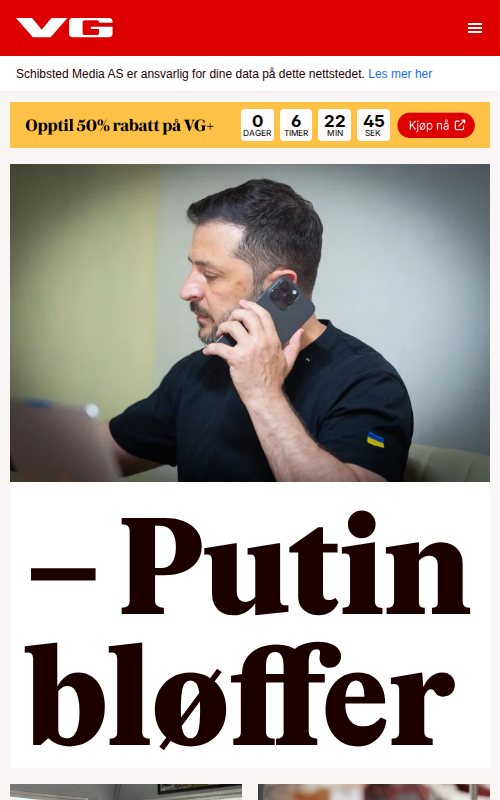 VG
Schibsted Media AS er ansvarlig for dine data på dette nettstedet. Les mer her
Opptil 50% rabatt på VG+
0 6 22 45
DAGER TIMER MIN SEK
Kjøp nå
– Putin
bløffer